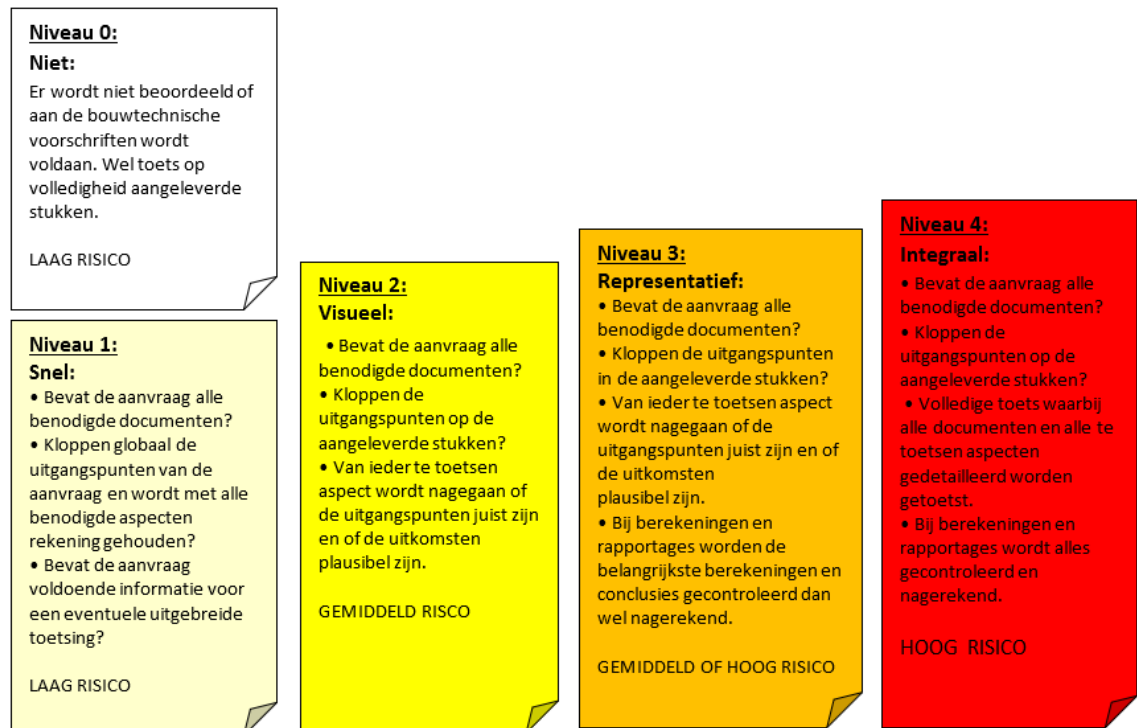 Niveau 0:
Niet:
Er wordt niet beoordeeld of
aan de bouwtechnische
voorschriften wordt
voldaan. Wel toets op
volledigheid aangeleverde
stukken.
LAAG RISICO
Niveau 1:
Snel:
• Bevat de aanvraag alle
benodigde documenten?
• Kloppen globaal de
uitgangspunten van de
aanvraag en wordt met alle
benodigde aspecten
rekening gehouden?
• Bevat de aanvraag
voldoende informatie voor
een eventuele uitgebreide
toetsing?
LAAG RISICO
Niveau 2:
Visueel:
• Bevat de aanvraag alle
benodigde documenten?
• Kloppen de
uitgangspunten op de
aangeleverde stukken?
• Van ieder te toetsen
aspect wordt nagegaan of
de uitgangspunten juist zijn
en of de uitkomsten
plausibel zijn.
GEMIDDELD RISCO
Niveau 3:
Representatief:
• Bevat de aanvraag alle
benodigde documenten?
• Kloppen de uitgangspunten
in de aangeleverde stukken?
• Van ieder te toetsen aspect
wordt nagegaan of de
uitgangspunten juist zijn en of
de uitkomsten
plausibel zijn.
• Bij berekeningen en
rapportages worden de
belangrijkste berekeningen en
conclusies gecontroleerd dan
wel nagerekend.
GEMIDDELD OF HOOG RISICO
Niveau 4:
Integraal:
• Bevat de aanvraag alle
benodigde documenten?
• Kloppen de
uitgangspunten op de
aangeleverde stukken?
• Volledige toets waarbij
alle documenten en alle te
toetsen aspecten
gedetailleerd worden
getoetst.
• Bij berekeningen en
rapportages wordt alles
gecontroleerd en
nagerekend.
HOOG RISICO